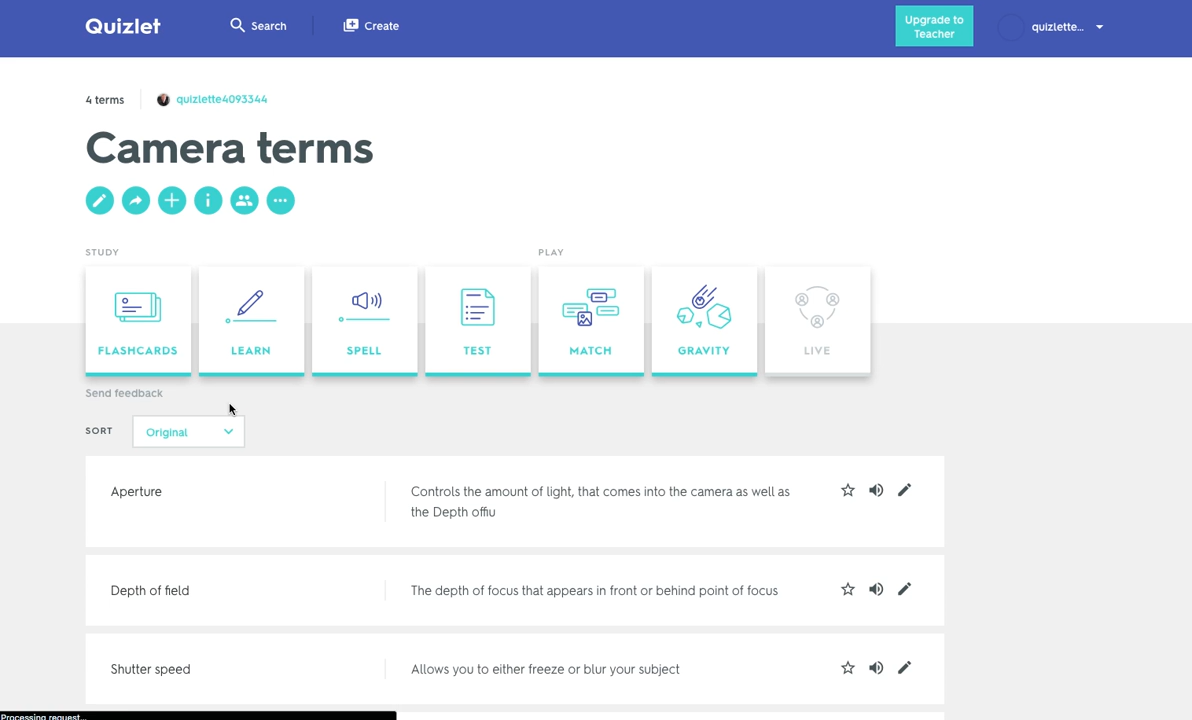 Quizlet
Search
Create
Upgrade to
Teacher
quizlette...
4 terms
quizlette4093344
Camera terms
STUDY
PLAY
FLASHCARDS
LEARN
SPELL
TEST
MATCH
GRAVITY
LIVE
Send feedback
SORT
Original
Aperture
Controls the amount of light, that comes into the camera as well as
the Depth offiu
Depth of field
The depth of focus that appears in front or behind point of focus
Shutter speed
Allows you to either freeze or blur your subject
Processing request...